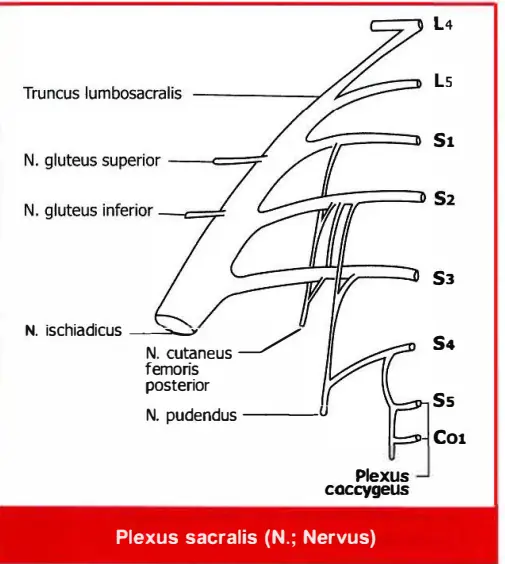 L4
Truncus lumbosacralis
L5
S1
N. gluteus superior
S2
N. gluteus inferior
S3
N. ischiadicus
S4
N. cutaneus
femoris
posterior
N. pudendus
S5
Co1
Plexus
coccygeus
Plexus sacralis (N.; Nervus)